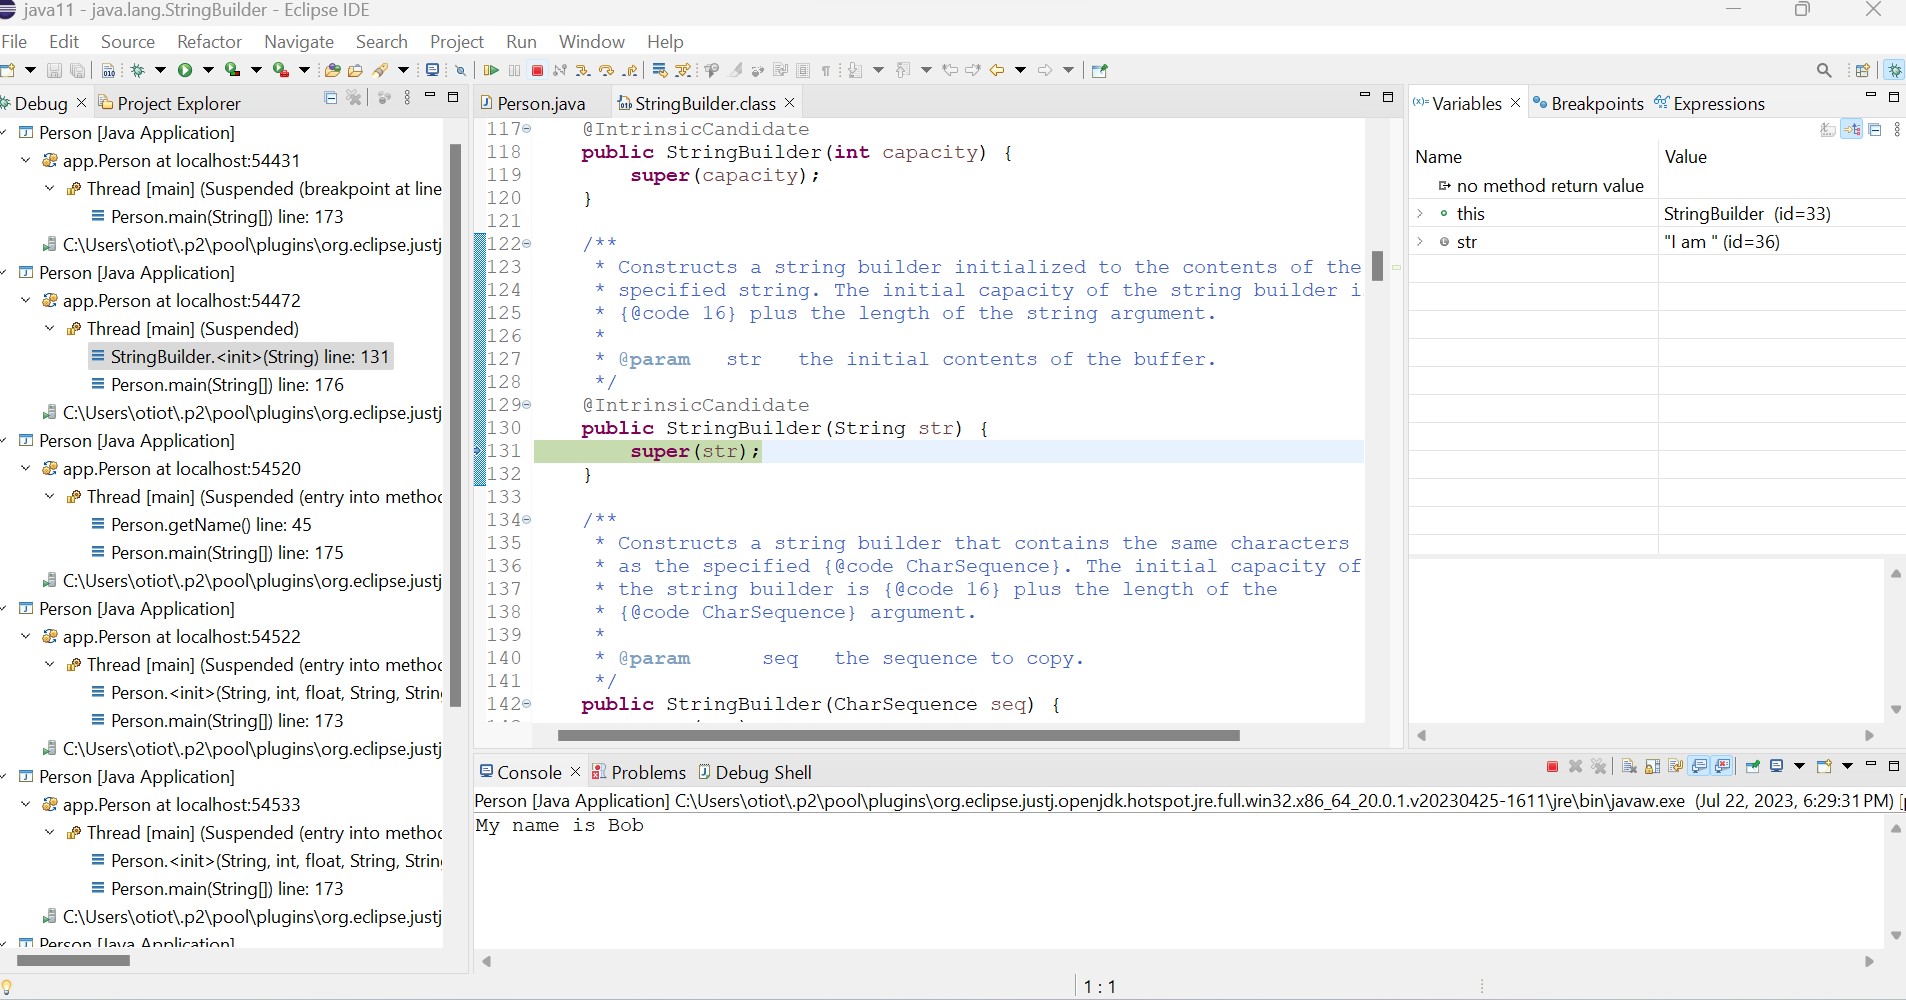 java11 - java.lang.StringBuilder - Eclipse IDE
File Edit Source Refactor Navigate Search Project Run Window Help
Debug Project Explorer
Person [Java Application]
app.Person at localhost:54431
Thread [main] (Suspended (breakpoint at line
Person.main(String[]) line: 173
C:\Users\otiot\.p2\pool\plugins\org.eclipse.justj
Person [Java Application]
app.Person at localhost:54472
Thread [main] (Suspended)
StringBuilder.<init>(String) line: 131
Person.main(String[]) line: 176
C:\Users\otiot\.p2\pool\plugins\org.eclipse.justj
Person [Java Application]
app.Person at localhost:54520
Thread [main] (Suspended (entry into method
Person.getName() line: 45
Person.main(String[]) line: 175
C:\Users\otiot\.p2\pool\plugins\org.eclipse.justj
Person [Java Application]
app.Person at localhost:54522
Thread [main] (Suspended (entry into method
Person.<init>(String, int, float, String, Strin
Person.main(String[]) line: 173
C:\Users\otiot\.p2\pool\plugins\org.eclipse.justj
Person [Java Application]
app.Person at localhost:54533
Thread [main] (Suspended (entry into method
Person.<init>(String, int, float, String, Strin
Person.main(String[]) line: 173
C:\Users\otiot\.p2\pool\plugins\org.eclipse.justj
Person [Java Application]
Person.java StringBuilder.class
117 @IntrinsicCandidate
118 public StringBuilder(int capacity) {
119 super(capacity);
120 }
121
122 /**
123 * Constructs a string builder initialized to the contents of the
124 * specified string. The initial capacity of the string builder i
125 * {@code 16} plus the length of the string argument.
126 *
127 * @param str the initial contents of the buffer.
128 */
129 @IntrinsicCandidate
130 public StringBuilder(String str) {
131 super(str);
132 }
133
134 /**
135 * Constructs a string builder that contains the same characters
136 * as the specified {@code CharSequence}. The initial capacity of
137 * the string builder is {@code 16} plus the length of the
138 * {@code CharSequence} argument.
139 *
140 * @param seq the sequence to copy.
141 */
142 public StringBuilder(CharSequence seq) {
(x)= Variables Breakpoints Expressions
Name Value
no method return value
this StringBuilder (id=33)
str "I am " (id=36)
Console Problems Debug Shell
Person [Java Application] C:\Users\otiot\.p2\pool\plugins\org.eclipse.justj.openjdk.hotspot.jre.full.win32.x86_64_20.0.1.v20230425-1611\jre\bin\javaw.exe (Jul 22, 2023, 6:29:31 PM) [
My name is Bob
1 : 1